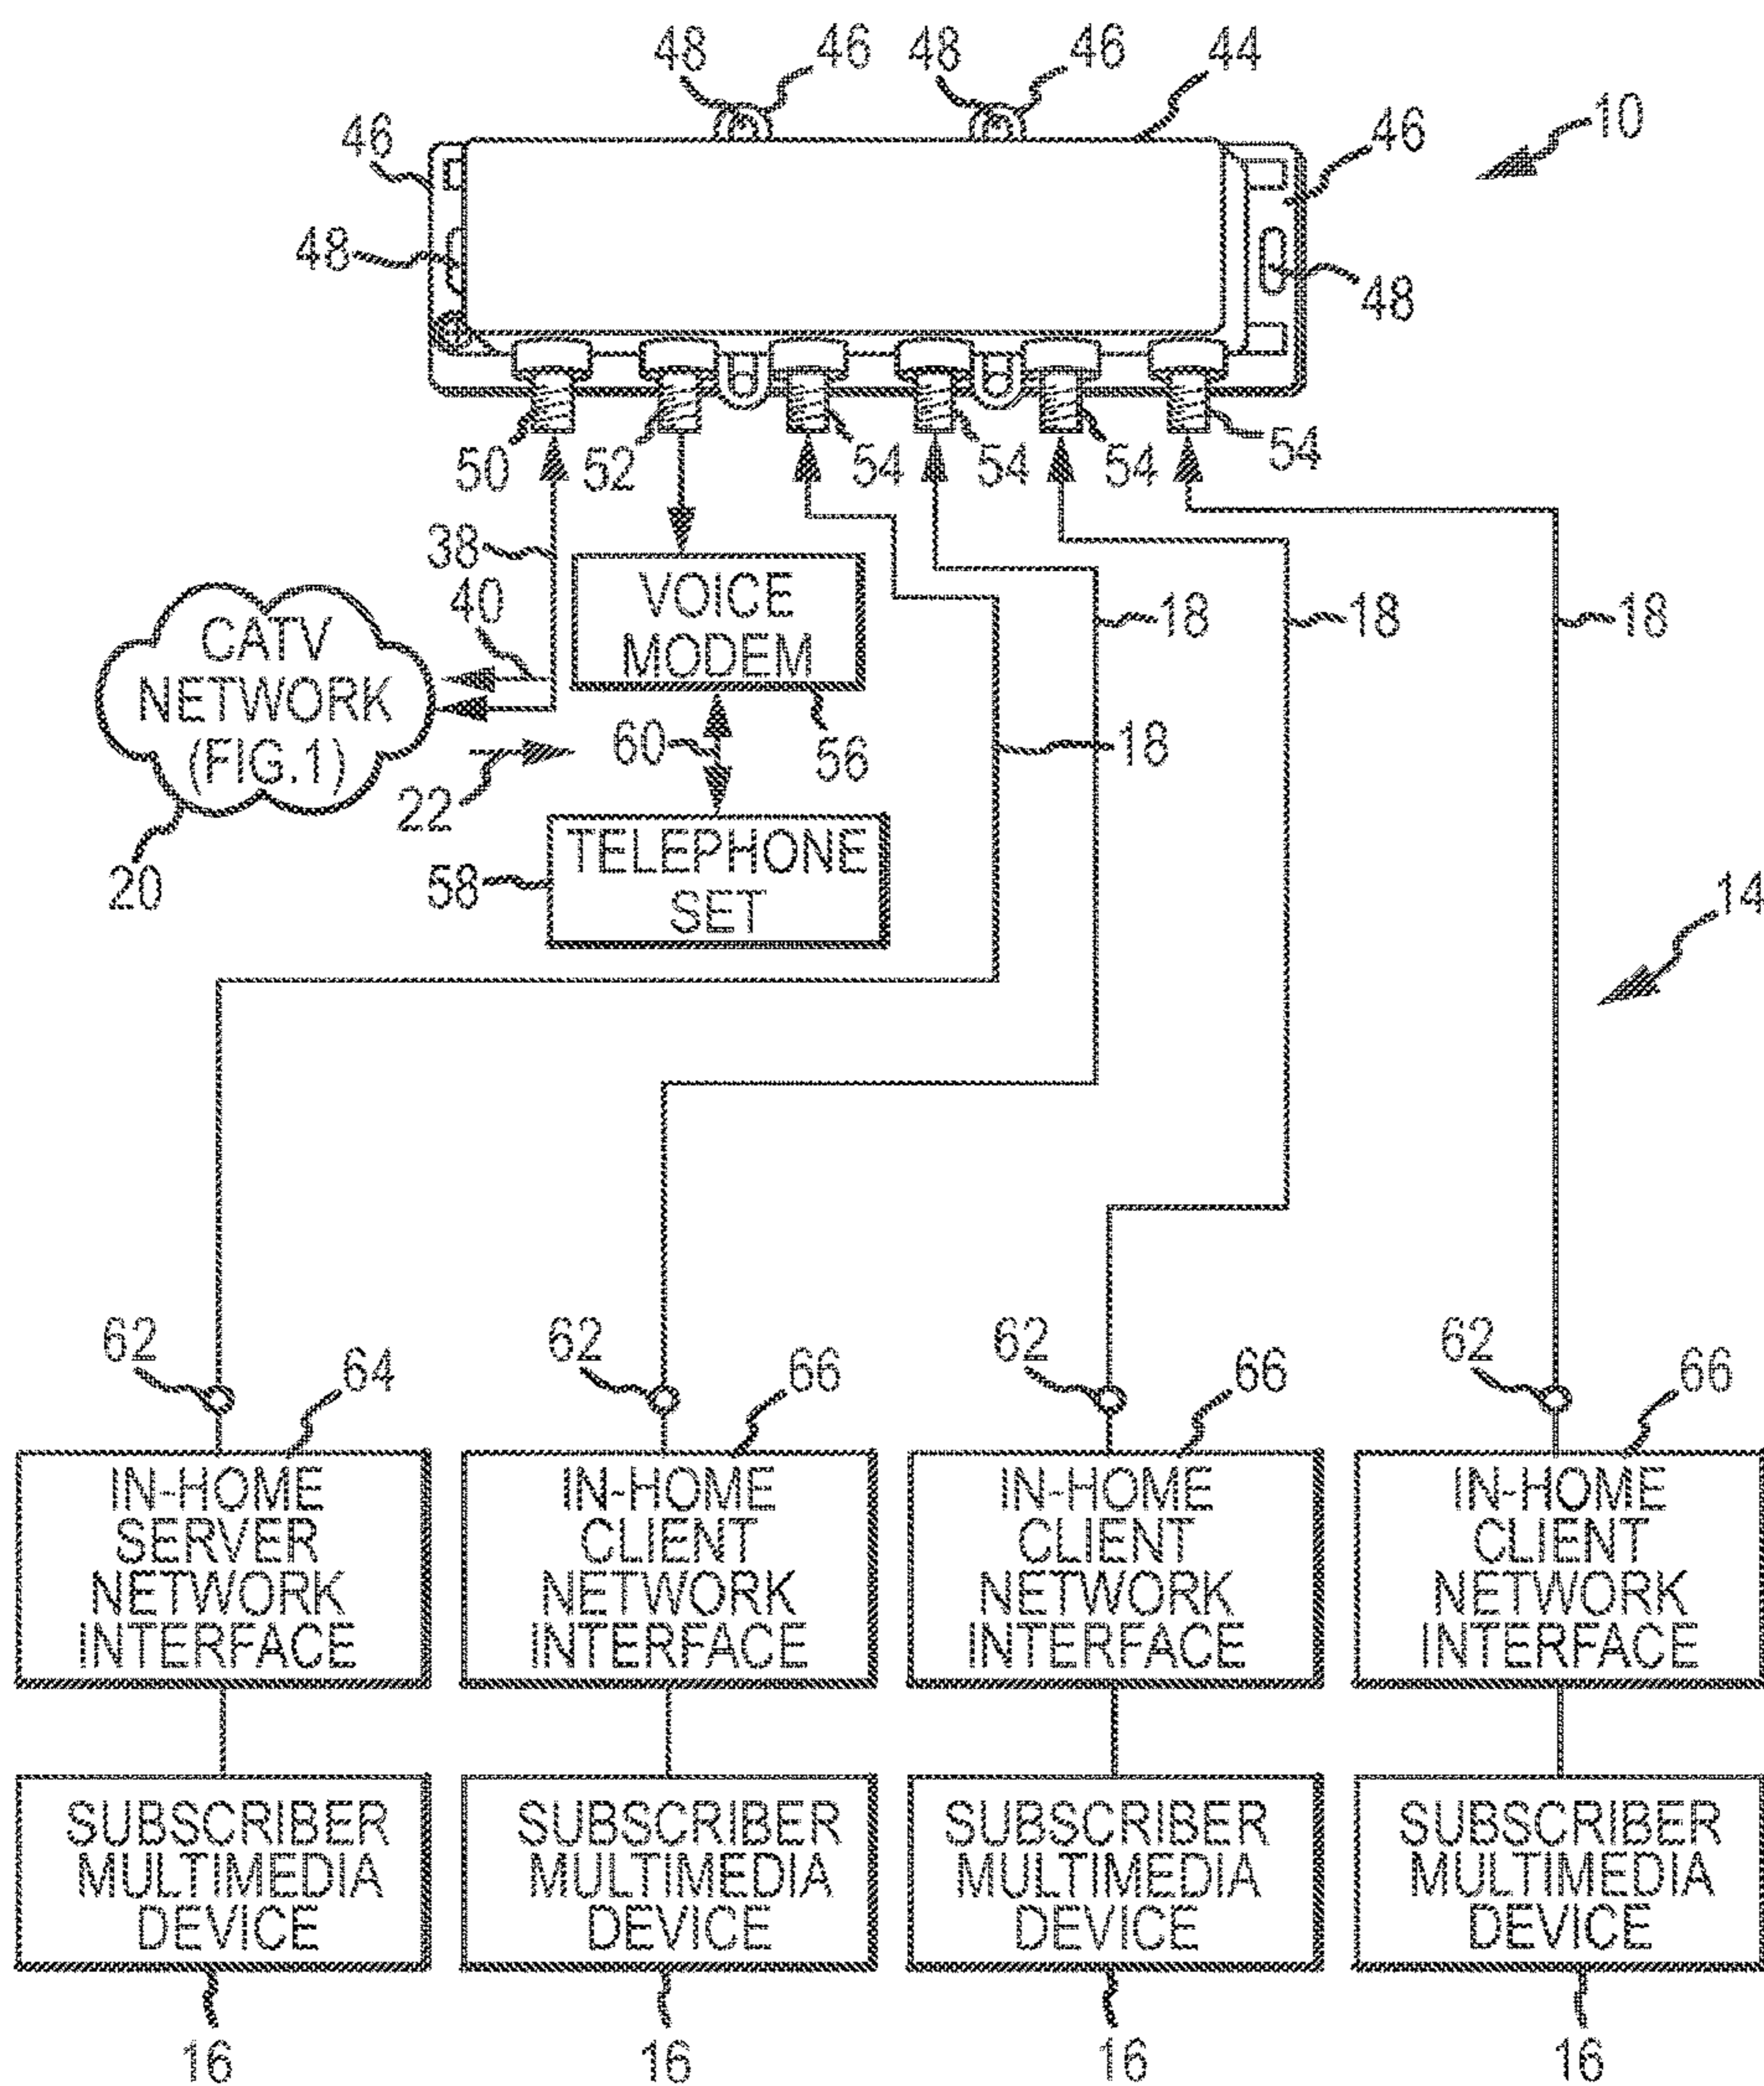 48 46 48 46 44
46 46 10
48 48
50 52 54 54 54 54
38
40
VOICE
MODEM
CATV
NETWORK
(FIG.1)
18 18 18
60 56 18
22
20
TELEPHONE
SET
58
14
62 64 62 66 62 66 62 66
IN-HOME
SERVER
NETWORK
INTERFACE
IN-HOME
CLIENT
NETWORK
INTERFACE
IN-HOME
CLIENT
NETWORK
INTERFACE
IN-HOME
CLIENT
NETWORK
INTERFACE
SUBSCRIBER
MULTIMEDIA
DEVICE
SUBSCRIBER
MULTIMEDIA
DEVICE
SUBSCRIBER
MULTIMEDIA
DEVICE
SUBSCRIBER
MULTIMEDIA
DEVICE
16 16 16 16